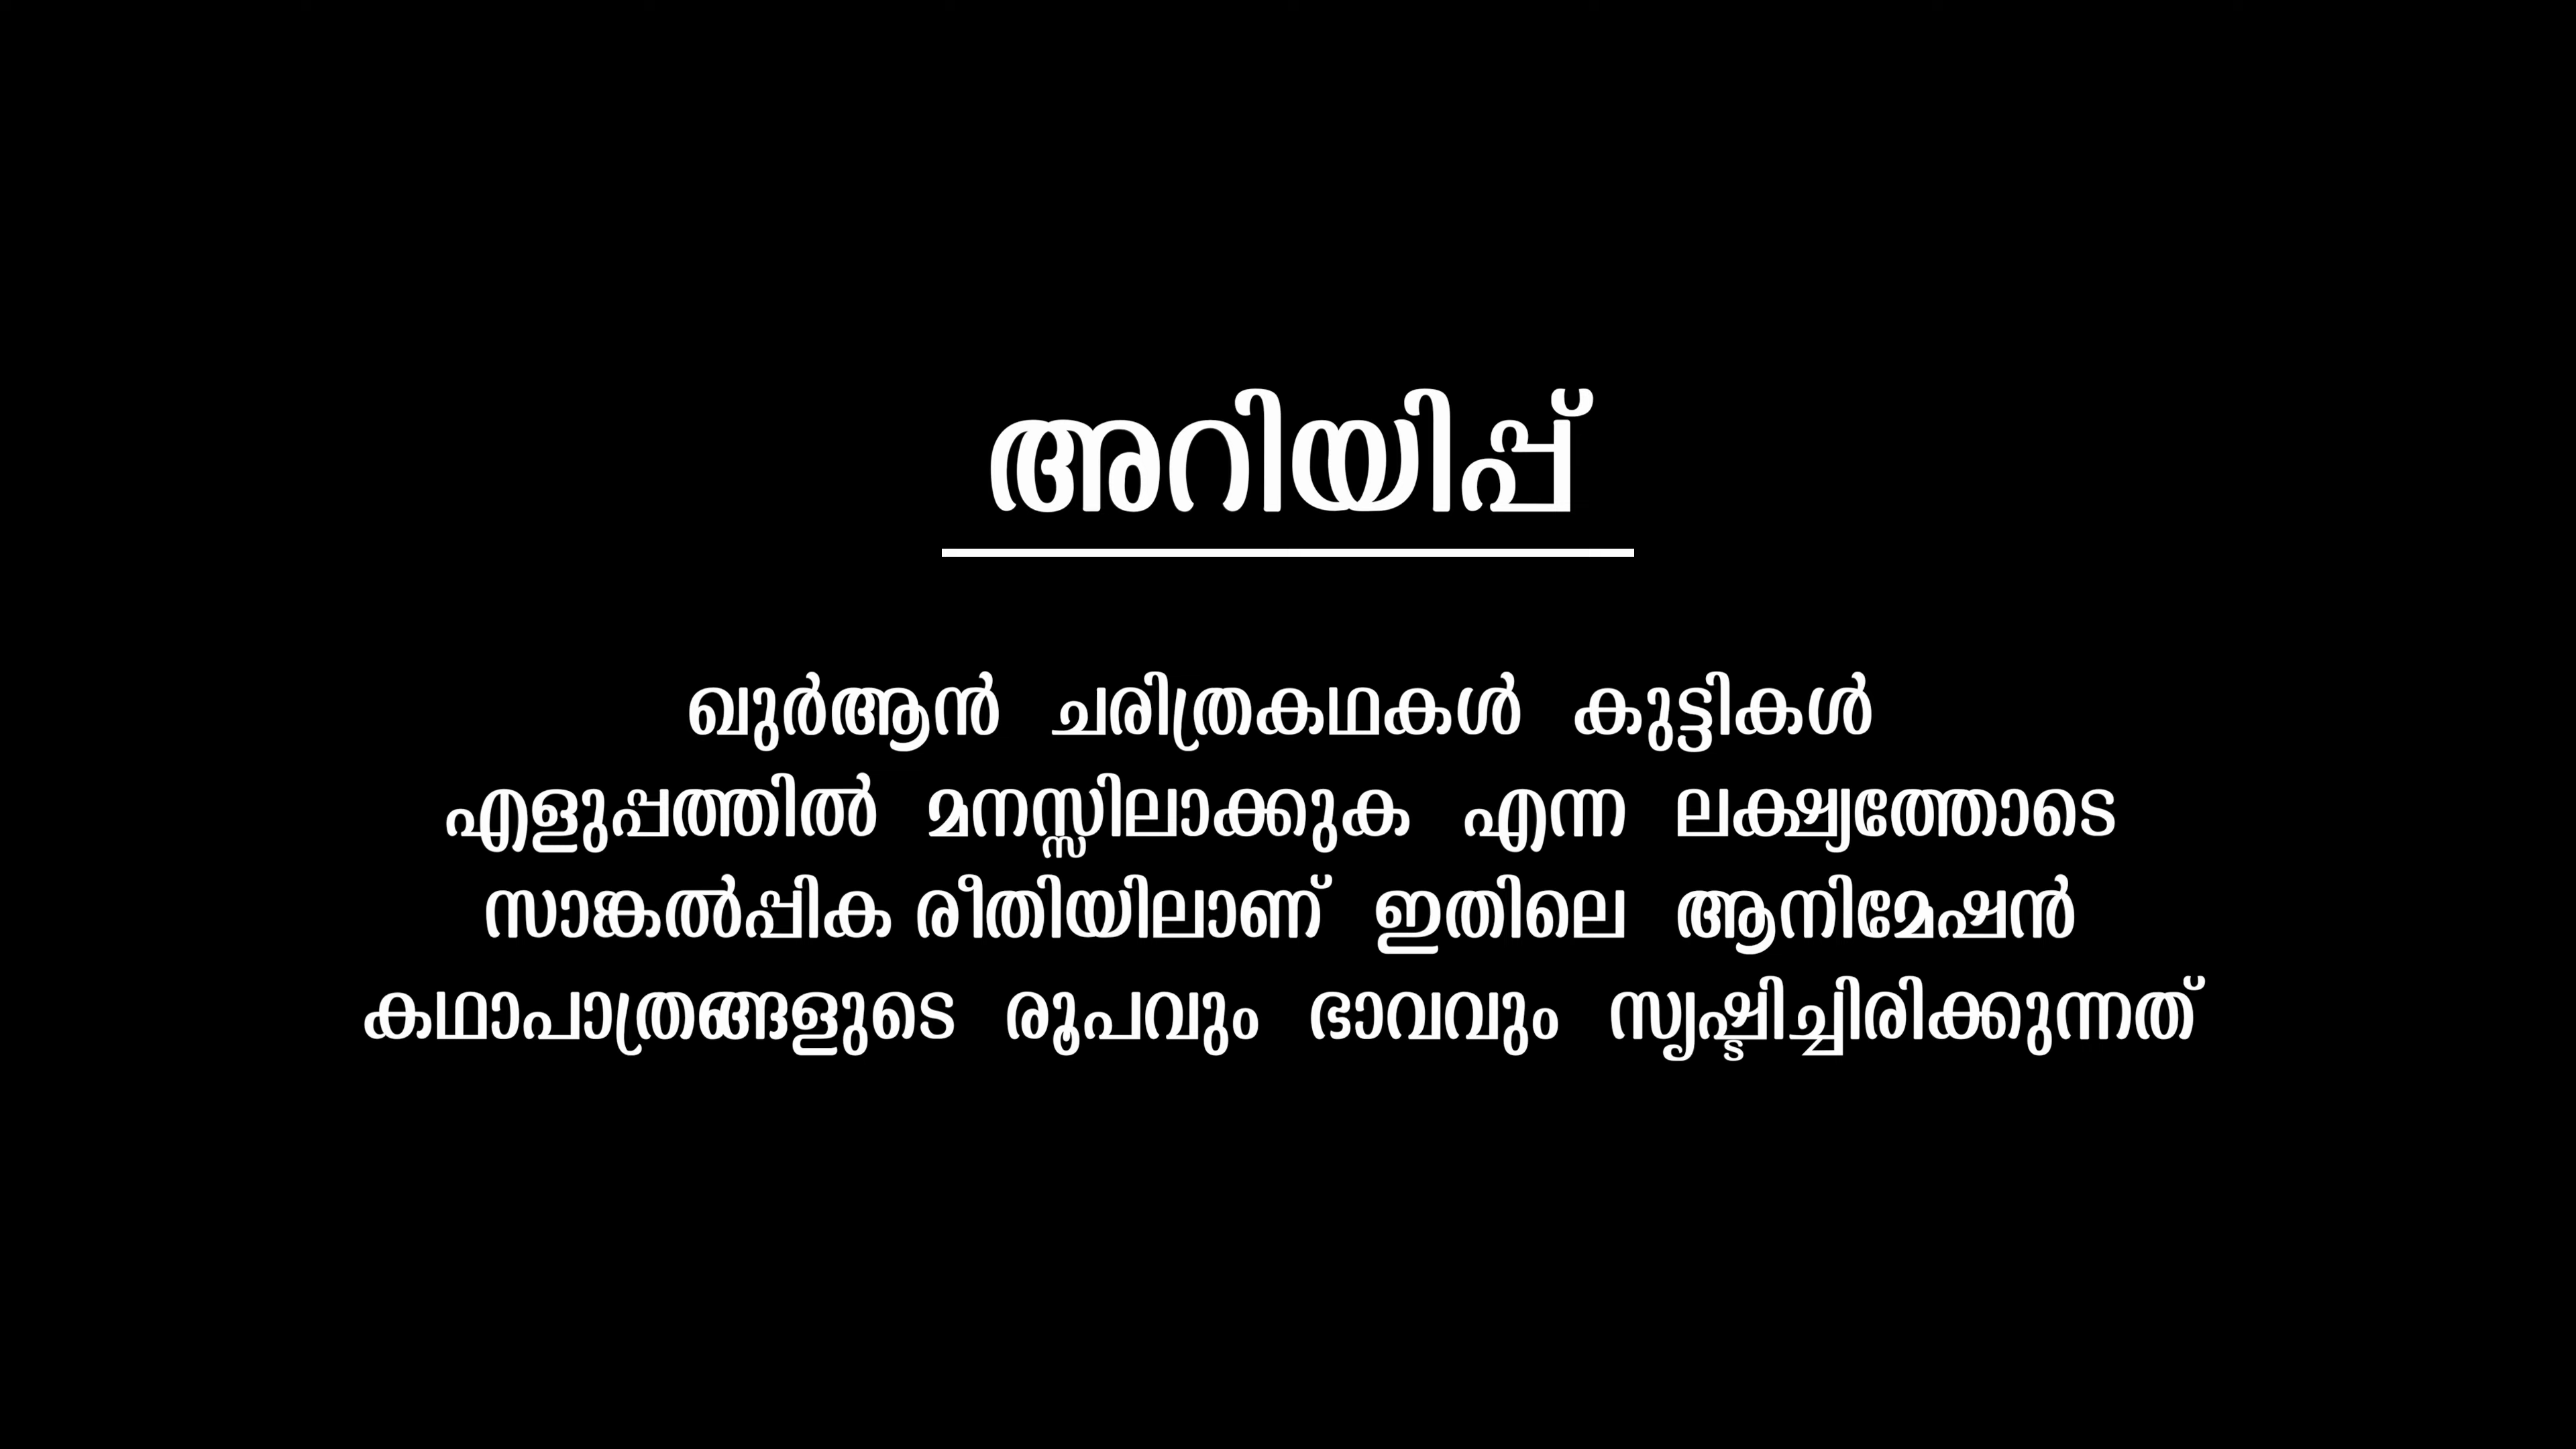 അറിയിപ്പ്
ഖുർആൻ ചരിത്രകഥകൾ കുട്ടികൾ
എളുപ്പത്തിൽ മനസ്സിലാക്കുക എന്ന ലക്ഷ്യത്തോടെ
സാങ്കൽപ്പിക രീതിയിലാണ് ഇതിലെ ആനിമേഷൻ
കഥാപാത്രങ്ങളുടെ രൂപവും ഭാവവും സൃഷ്ടിച്ചിരിക്കുന്നത്